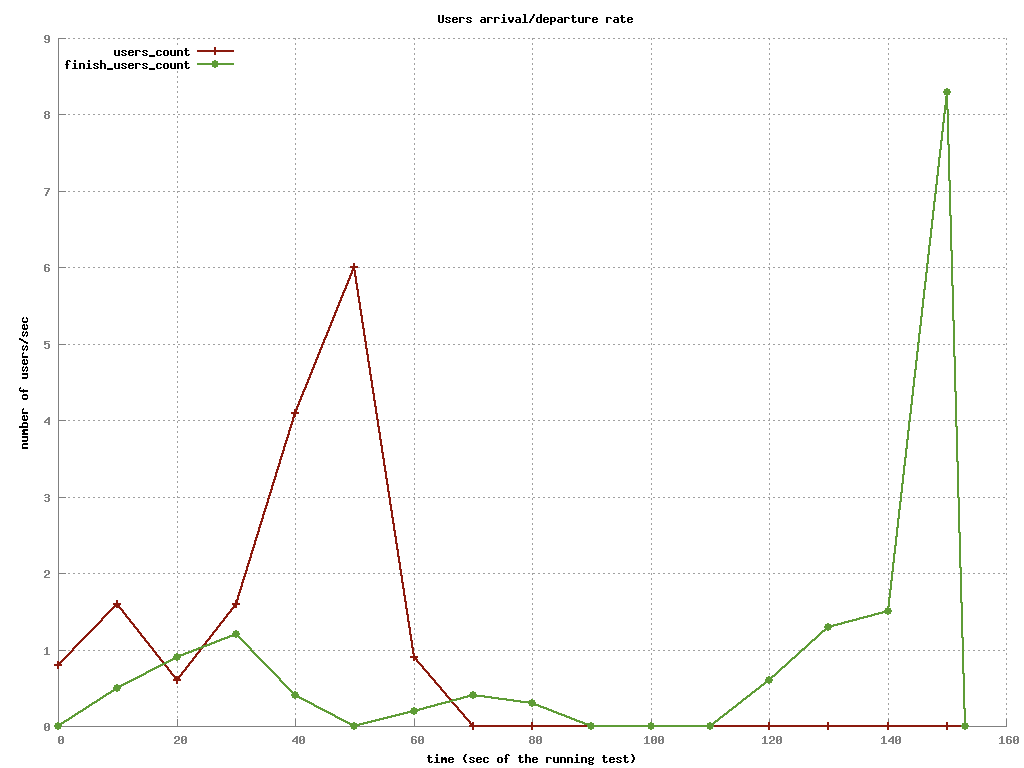 Users arrival/departure rate
users_count
finish_users_count
9
8
7
6
5
4
3
2
1
0
number of users/sec
0 20 40 60 80 100 120 140 160
time (sec of the running test)